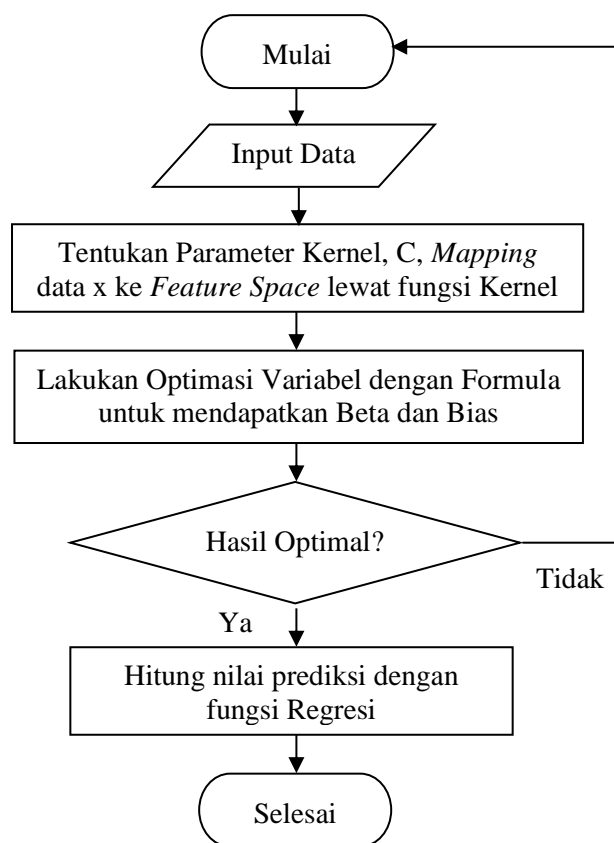 Mulai
Input Data
Tentukan Parameter Kernel, C, Mapping
data x ke Feature Space lewat fungsi Kernel
Lakukan Optimasi Variabel dengan Formula
untuk mendapatkan Beta dan Bias
Hasil Optimal?
Tidak
Ya
Hitung nilai prediksi dengan
fungsi Regresi
Selesai